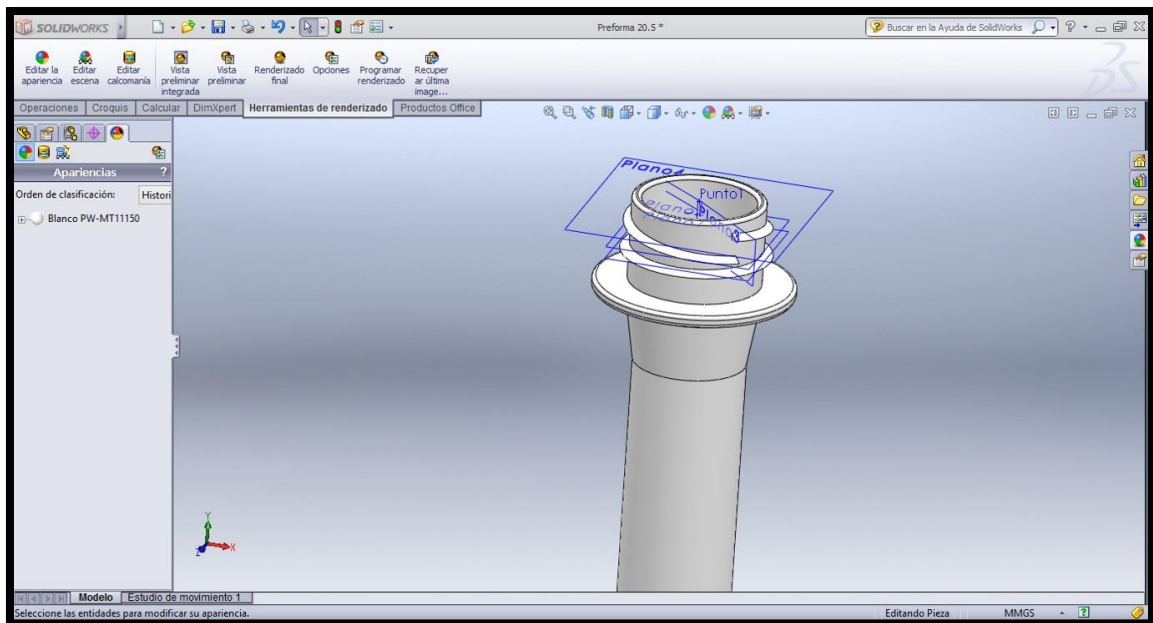 SOLIDWORKS
Preforma 20.5 *
Buscar en la Ayuda de SolidWorks
Editar la apariencia
Editar escena
Editar calcomanía
Vista preliminar integrada
Vista preliminar
Renderizado final
Opciones
Programar renderizado
Recuper ar última image...
Operaciones
Croquis
Calcular
DimXpert
Herramientas de renderizado
Productos Office
Apariencias
?
Orden de clasificación:
Histori
Blanco PW-MT11150
Plano4
Punto1
Plano3
Y
X
Z
Modelo
Estudio de movimiento 1
Seleccione las entidades para modificar su apariencia.
Editando Pieza
MMGS